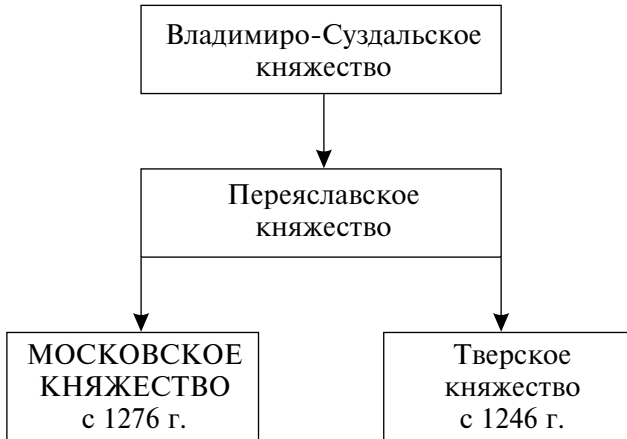 Владимиро-Суздальское
княжество
Переяславское
княжество
МОСКОВСКОЕ
КНЯЖЕСТВО
с 1276 г.
Тверское
княжество
с 1246 г.